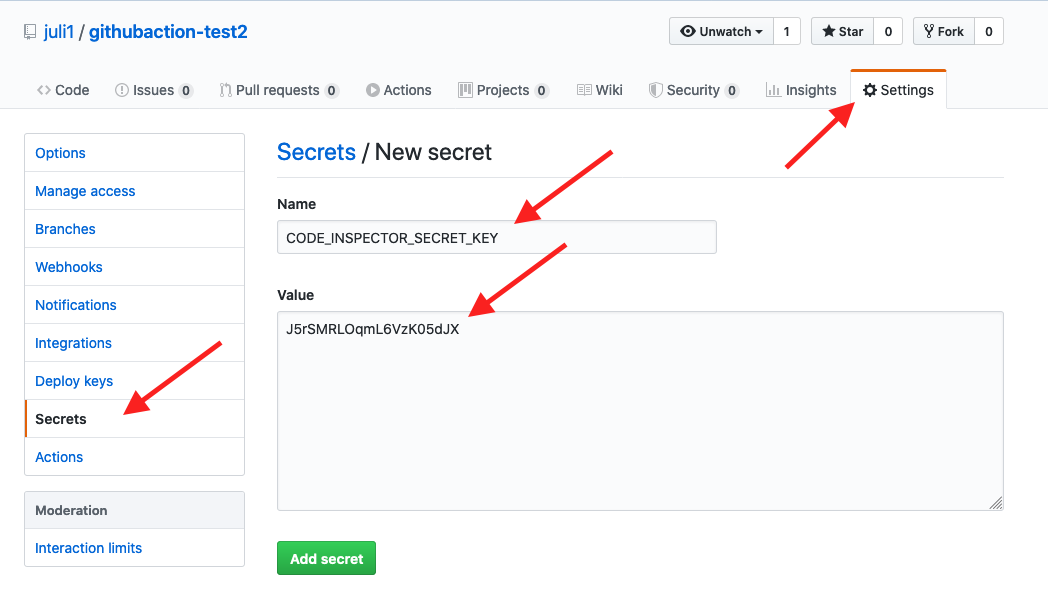 juli1 / githubaction-test2
Unwatch 1 Star 0 Fork 0
Code Issues 0 Pull requests 0 Actions Projects 0 Wiki Security 0 Insights Settings
Options
Manage access
Branches
Webhooks
Notifications
Integrations
Deploy keys
Secrets
Actions
Moderation
Interaction limits
Secrets / New secret
Name
CODE_INSPECTOR_SECRET_KEY
Value
J5rSMRLOqmL6VzK05dJX
Add secret